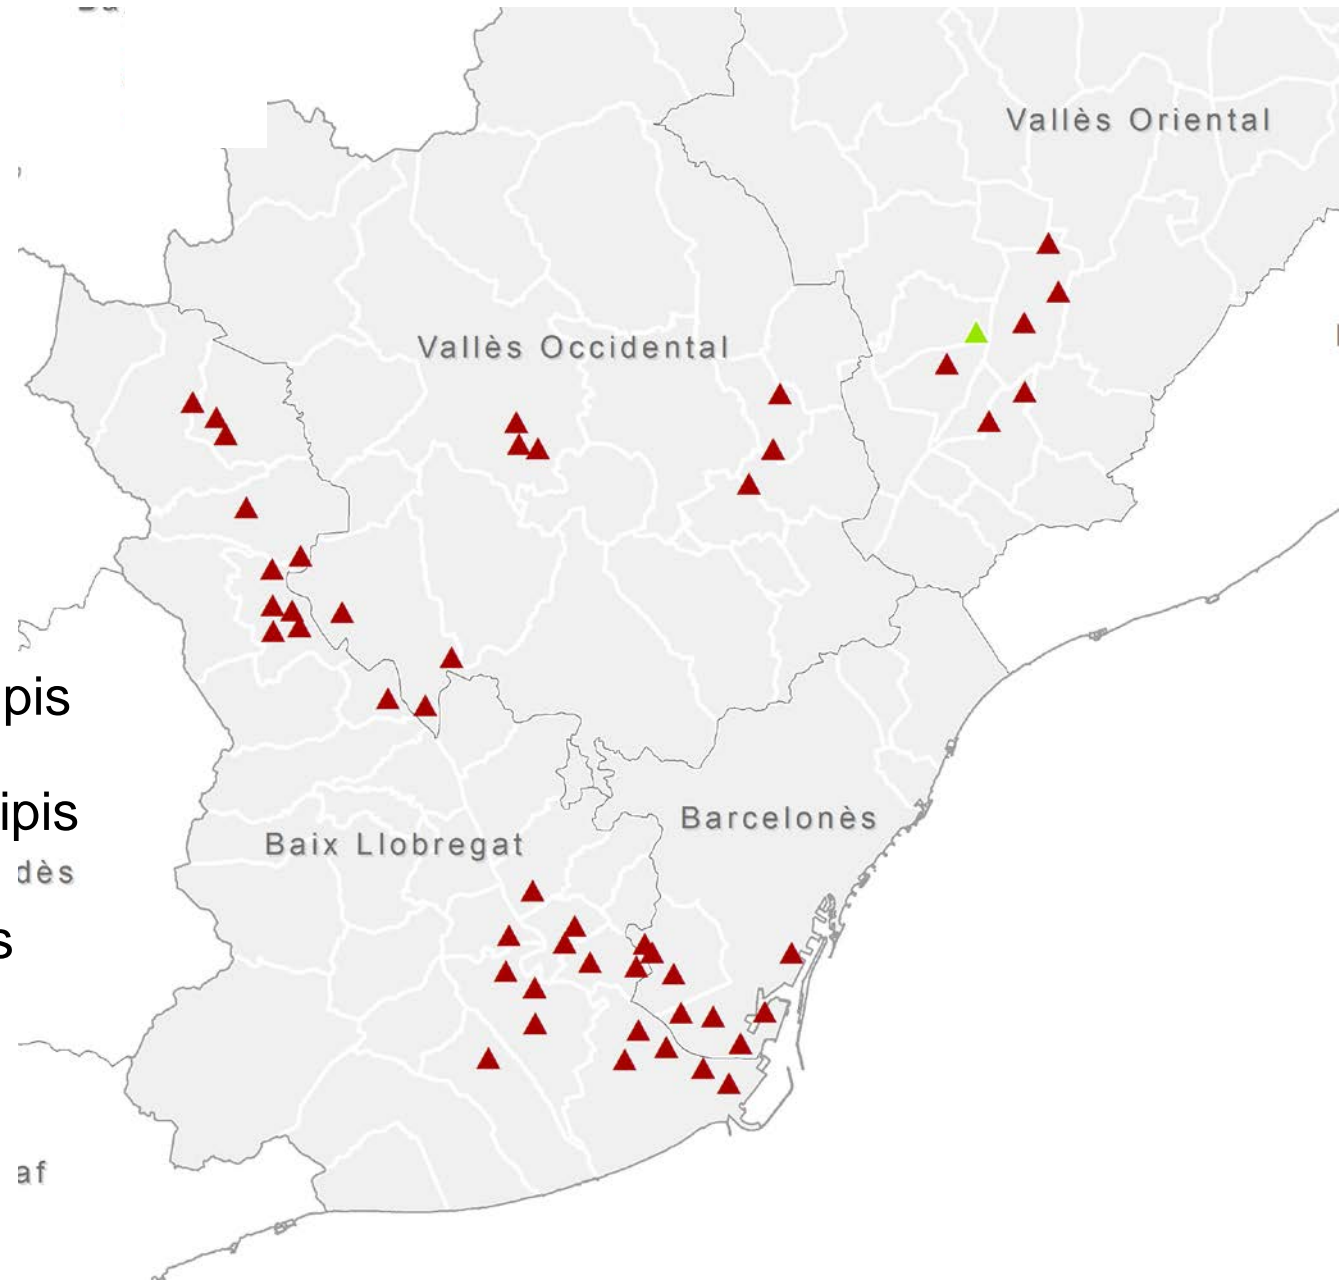 Vallès Oriental
Vallès Occidental
pis
ipis
Barcelonès
Baix Llobregat
dès
s
af